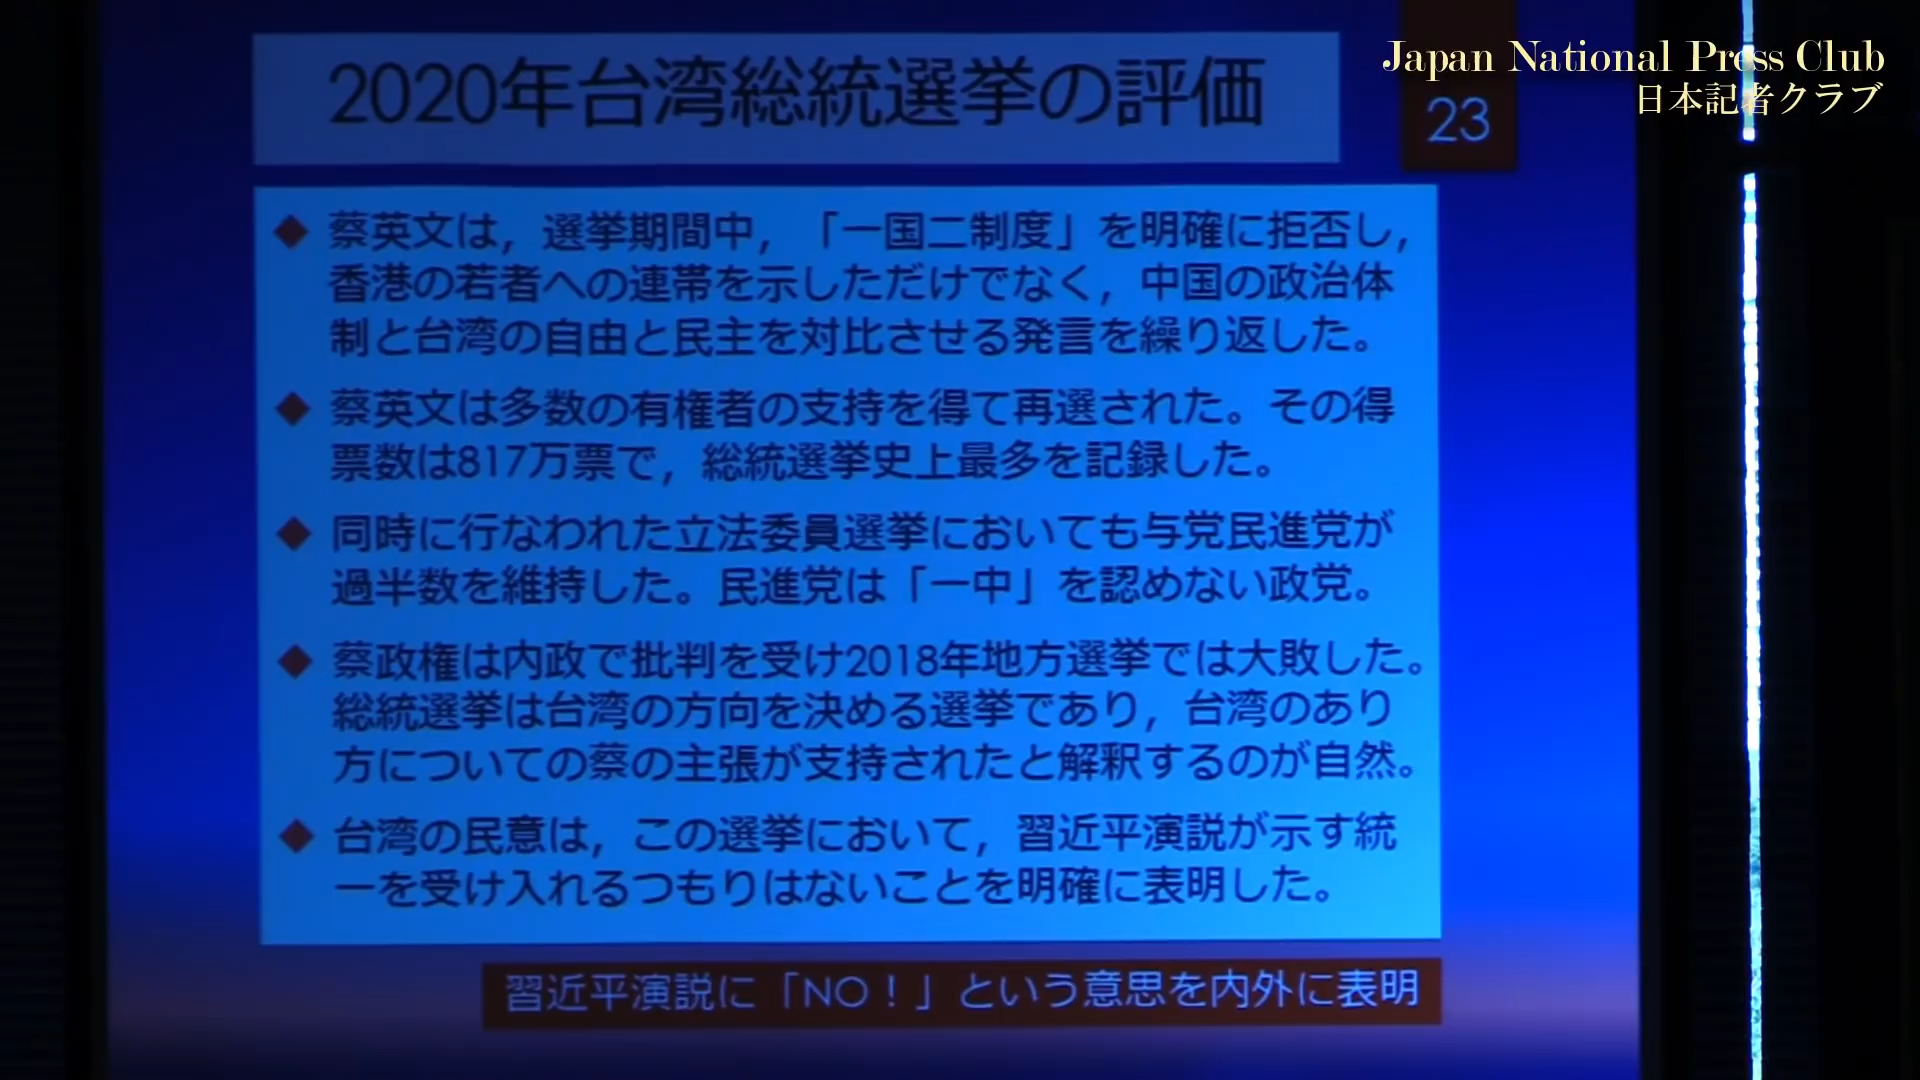 Japan National Press Club
日本記者クラブ
23
2020年台湾総統選挙の評価
◆ 蔡英文は，選挙期間中，「一国二制度」を明確に拒否し，
香港の若者への連帯を示しただけでなく，中国の政治体
制と台湾の自由と民主を対比させる発言を繰り返した。
◆ 蔡英文は多数の有権者の支持を得て再選された。その得
票数は817万票で，総統選挙史上最多を記録した。
◆ 同時に行なわれた立法委員選挙においても与党民進党が
過半数を維持した。民進党は「一中」を認めない政党。
◆ 蔡政権は内政で批判を受け2018年地方選挙では大敗した。
総統選挙は台湾の方向を決める選挙であり，台湾のあり
方についての蔡の主張が支持されたと解釈するのが自然。
◆ 台湾の民意は，この選挙において，習近平演説が示す統
一を受け入れるつもりはないことを明確に表明した。
習近平演説に「NO！」という意思を内外に表明